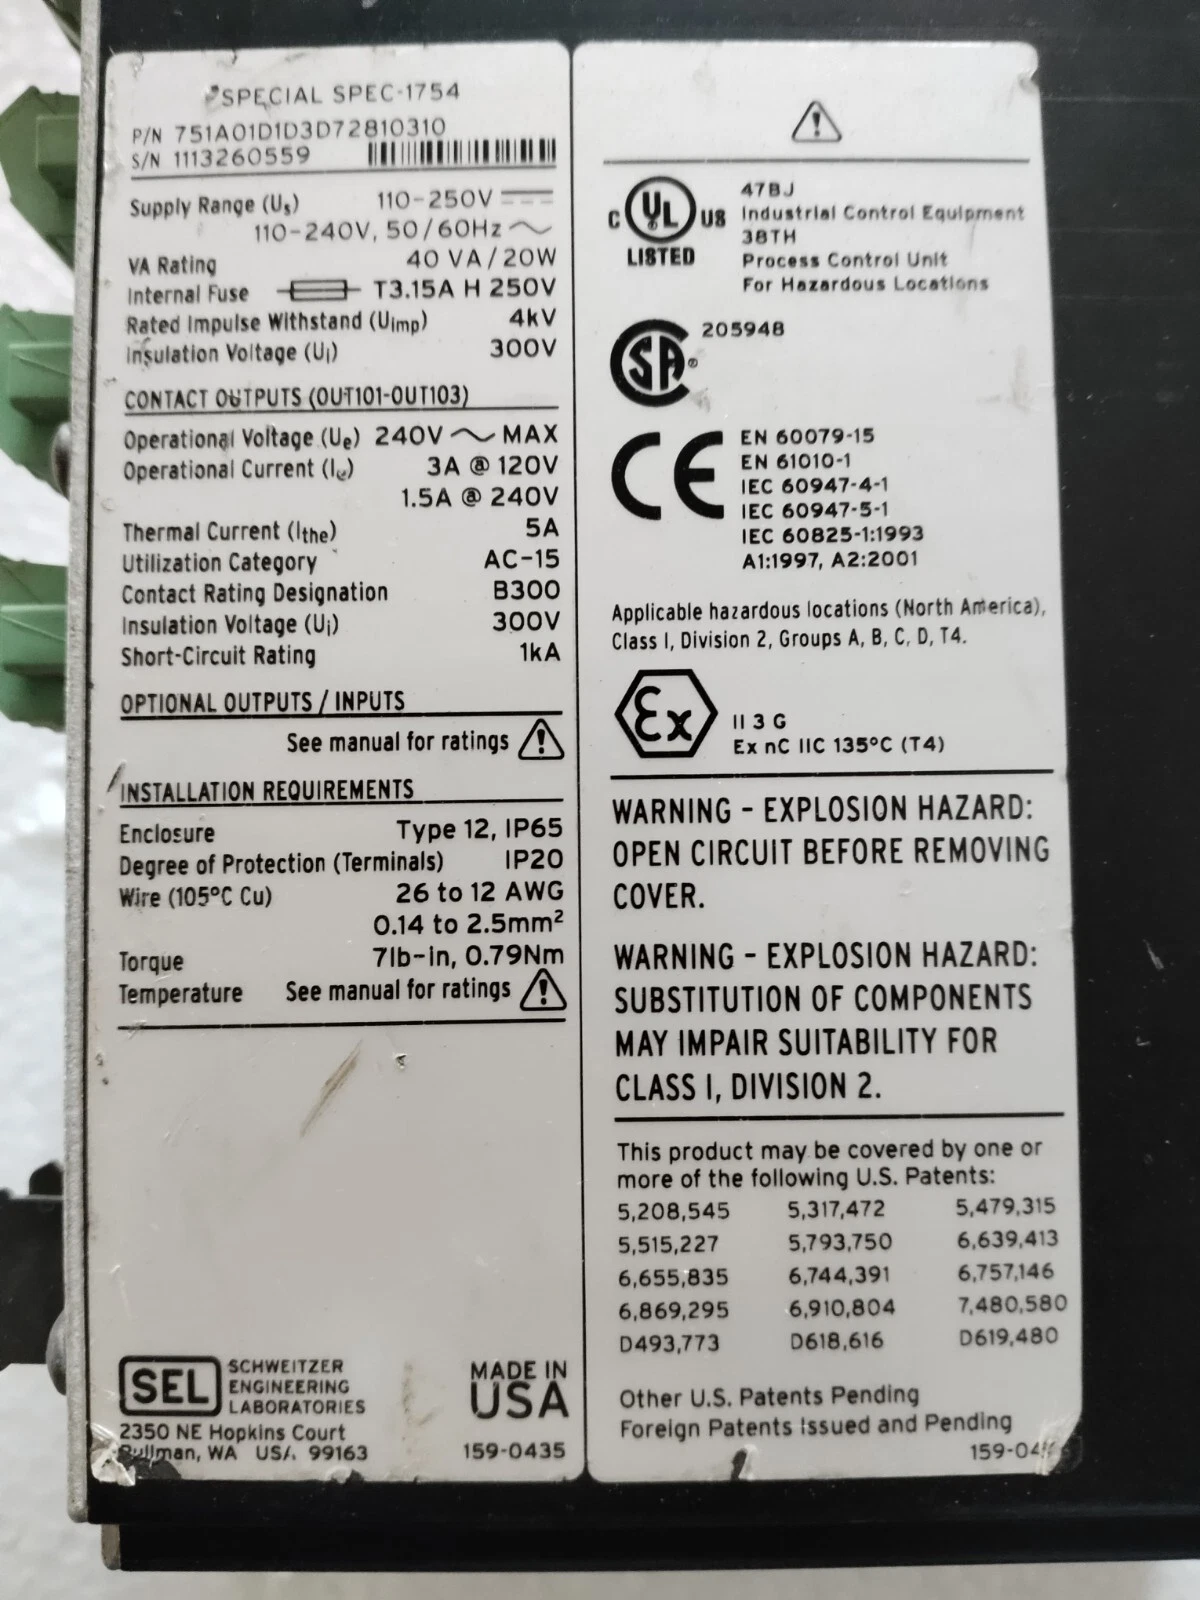 SPECIAL SPEC-1754
P/N 751A01D1D3D72810310
S/N 1113260559
Supply Range (Us) 110-250V
110-240V, 50/60Hz
VA Rating 40 VA/20W
Internal Fuse T3.15A H 250V
Rated Impulse Withstand (Uimp) 4kV
Insulation Voltage (Ui) 300V
CONTACT OUTPUTS (OUT101-OUT103)
Operational Voltage (Ue) 240V MAX
Operational Current (Ie) 3A @ 120V
1.5A @ 240V
Thermal Current (Ithe) 5A
Utilization Category AC-15
Contact Rating Designation B300
Insulation Voltage (Ui) 300V
Short-Circuit Rating 1kA
OPTIONAL OUTPUTS / INPUTS
See manual for ratings
INSTALLATION REQUIREMENTS
Enclosure Type 12, IP65
Degree of Protection (Terminals) IP20
Wire (105°C Cu) 26 to 12 AWG
0.14 to 2.5mm²
Torque 7lb-in, 0.79Nm
Temperature See manual for ratings
SEL SCHWEITZER
ENGINEERING
LABORATORIES
2350 NE Hopkins Court
Pullman, WA USA 99163
MADE IN
USA
159-0435
C UL US
LISTED
47BJ
Industrial Control Equipment
38TH
Process Control Unit
For Hazardous Locations
SA ® 205948
CE
EN 60079-15
EN 61010-1
IEC 60947-4-1
IEC 60947-5-1
IEC 60825-1:1993
A1:1997, A2:2001
Applicable hazardous locations (North America),
Class I, Division 2, Groups A, B, C, D, T4.
Ex II 3 G
Ex nC IIC 135°C (T4)
WARNING - EXPLOSION HAZARD:
OPEN CIRCUIT BEFORE REMOVING
COVER.
WARNING - EXPLOSION HAZARD:
SUBSTITUTION OF COMPONENTS
MAY IMPAIR SUITABILITY FOR
CLASS I, DIVISION 2.
This product may be covered by one or
more of the following U.S. Patents:
5,208,545 5,317,472 5,479,315
5,515,227 5,793,750 6,639,413
6,655,835 6,744,391 6,757,146
6,869,295 6,910,804 7,480,580
D493,773 D618,616 D619,480
Other U.S. Patents Pending
Foreign Patents Issued and Pending